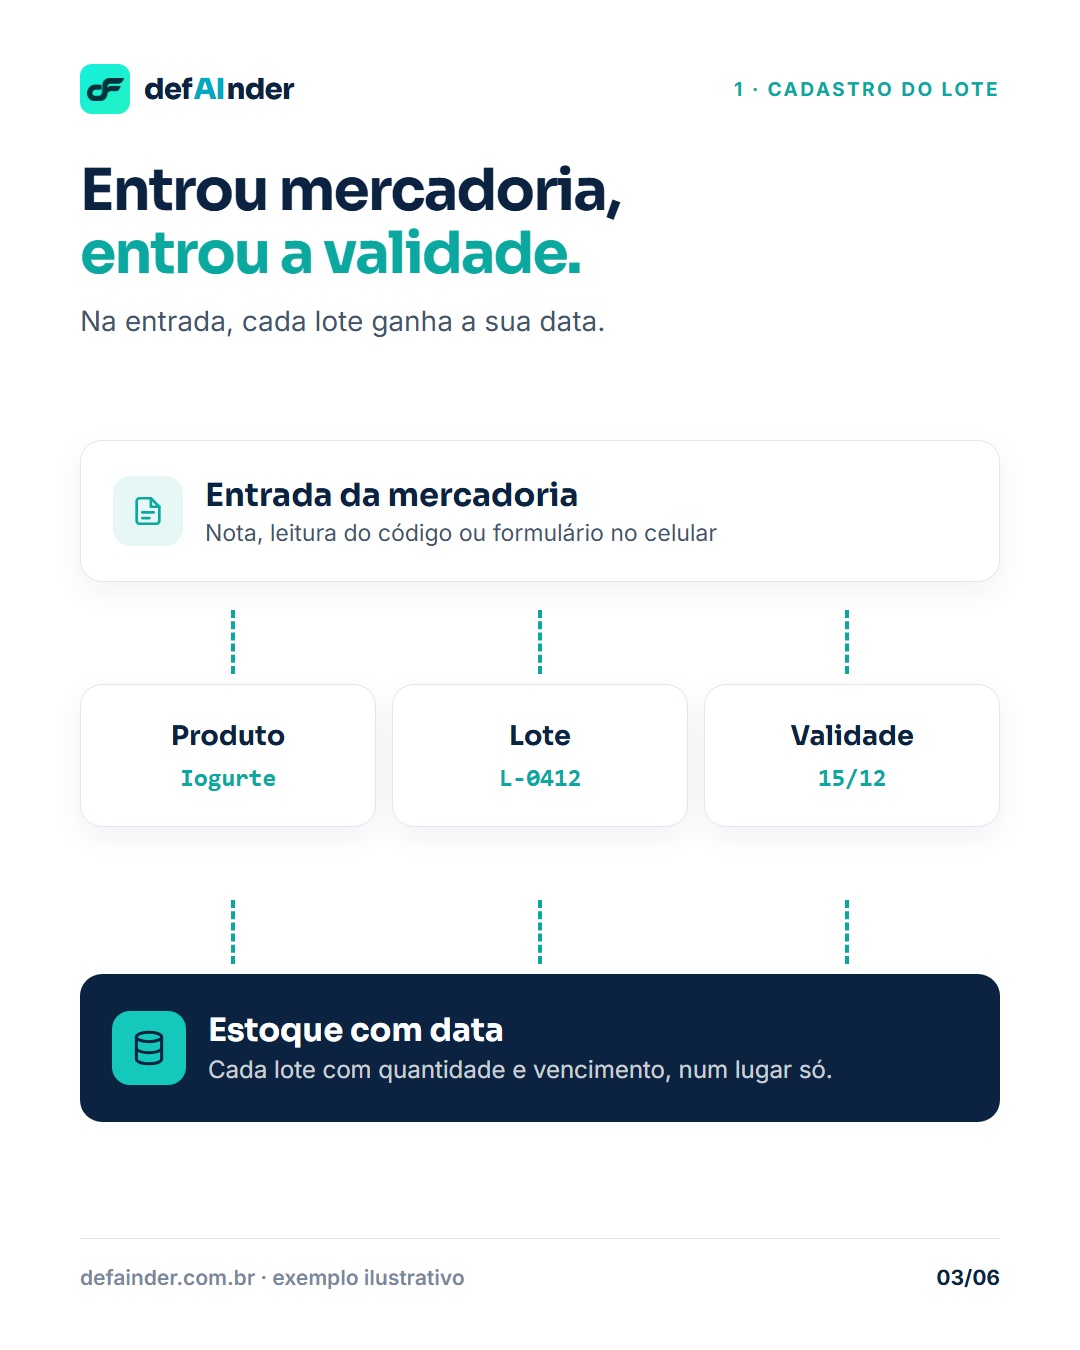 defAInder
1 · CADASTRO DO LOTE
Entrou mercadoria,
entrou a validade.
Na entrada, cada lote ganha a sua data.
Entrada da mercadoria
Nota, leitura do código ou formulário no celular
Produto
Iogurte
Lote
L-0412
Validade
15/12
Estoque com data
Cada lote com quantidade e vencimento, num lugar só.
defainder.com.br · exemplo ilustrativo
03/06